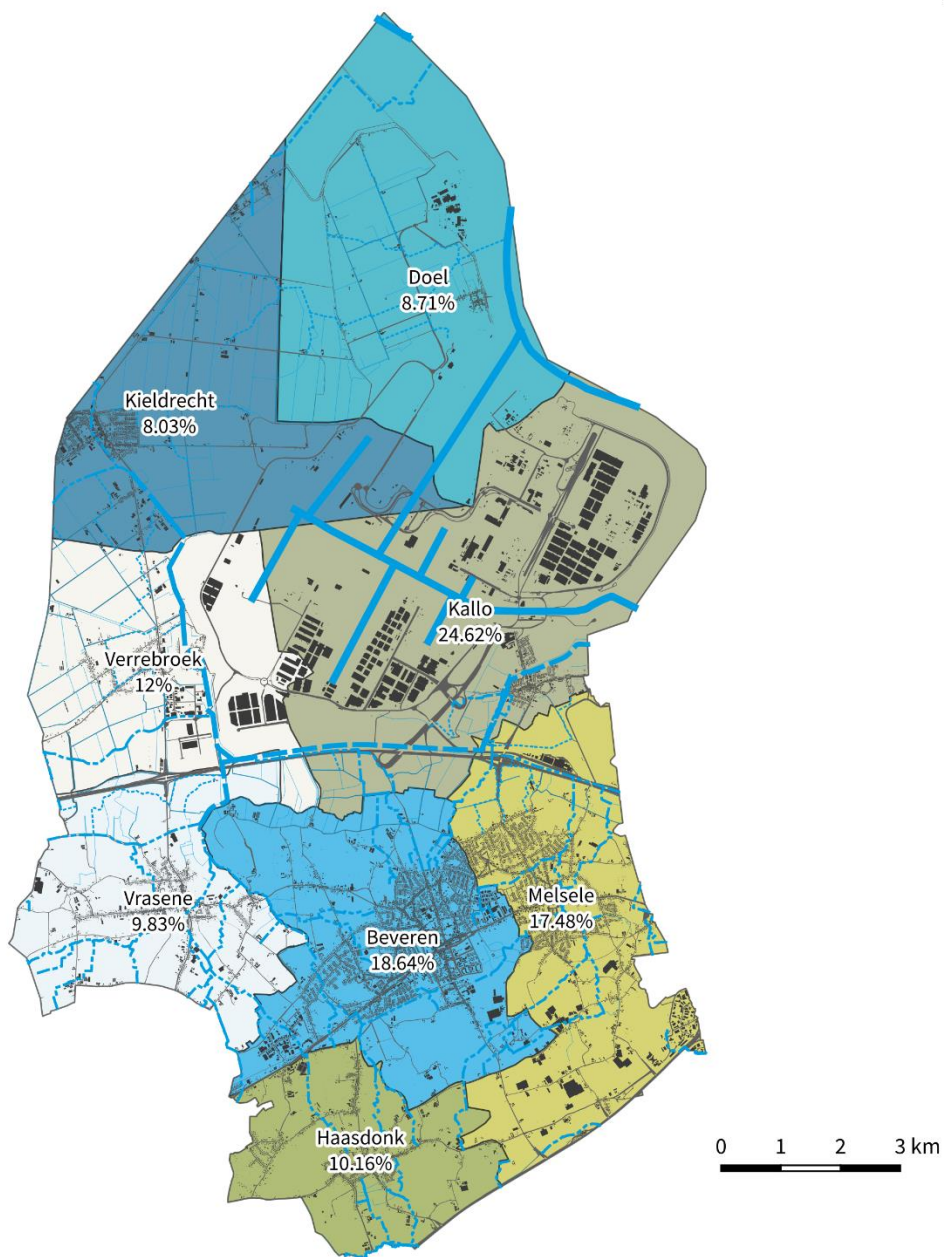 Doel
8.71%
Kieldrecht
8.03%
Kallo
24.62%
Verrebroek
12%
Vrasene
9.83%
Melsele
17.48%
Beveren
18.64%
Haasdonk
10.16%
0 1 2 3 km